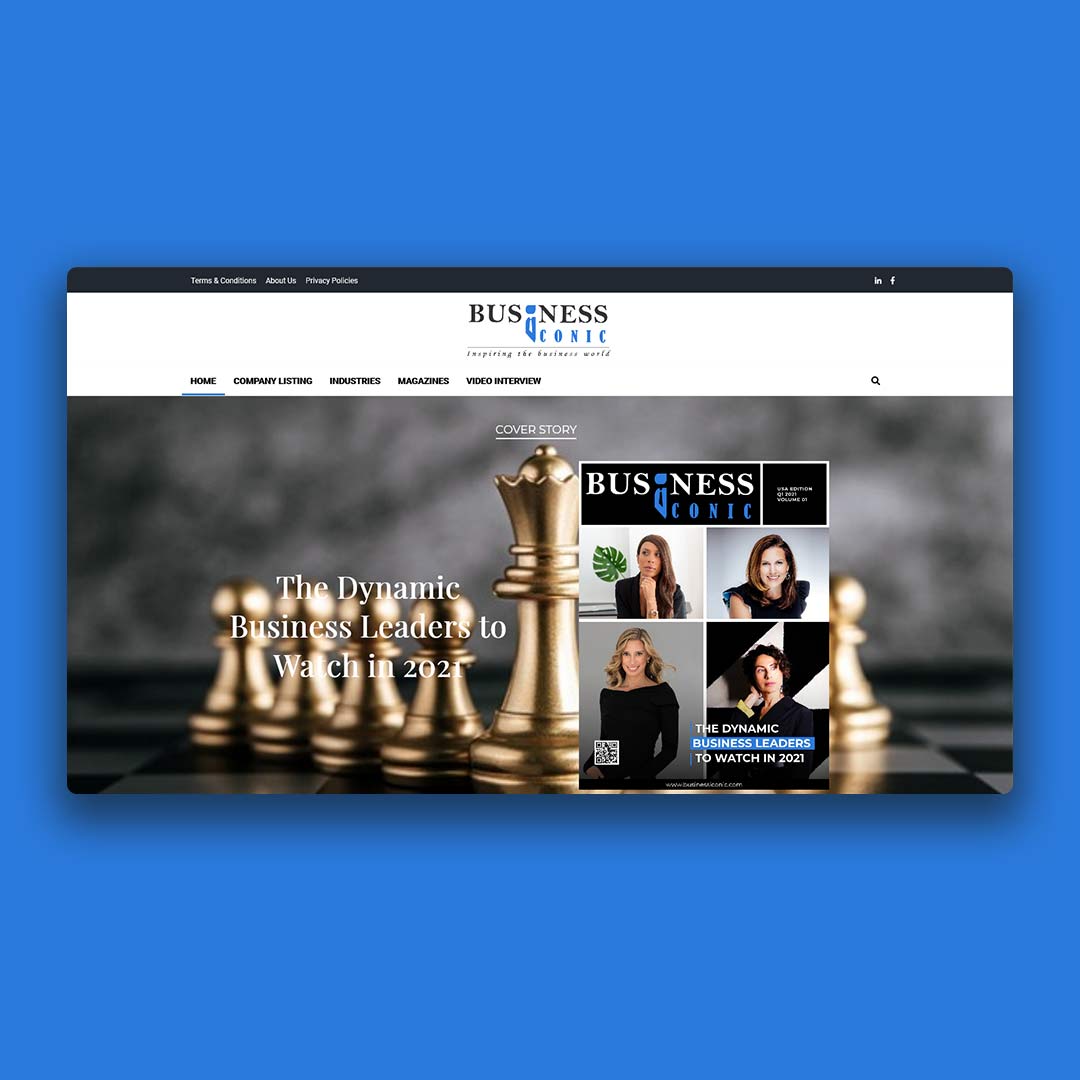 Terms & Conditions About Us Privacy Policies
in f
BUSiNESS
iCONIC
Inspiring the business world
HOME COMPANY LISTING INDUSTRIES MAGAZINES VIDEO INTERVIEW
COVER STORY
The Dynamic
Business Leaders to
Watch in 2021
BUSiNESS
iCONIC
USA EDITION
Q1 2021
VOLUME 01
THE DYNAMIC
BUSINESS LEADERS
TO WATCH IN 2021
www.businessiconic.com